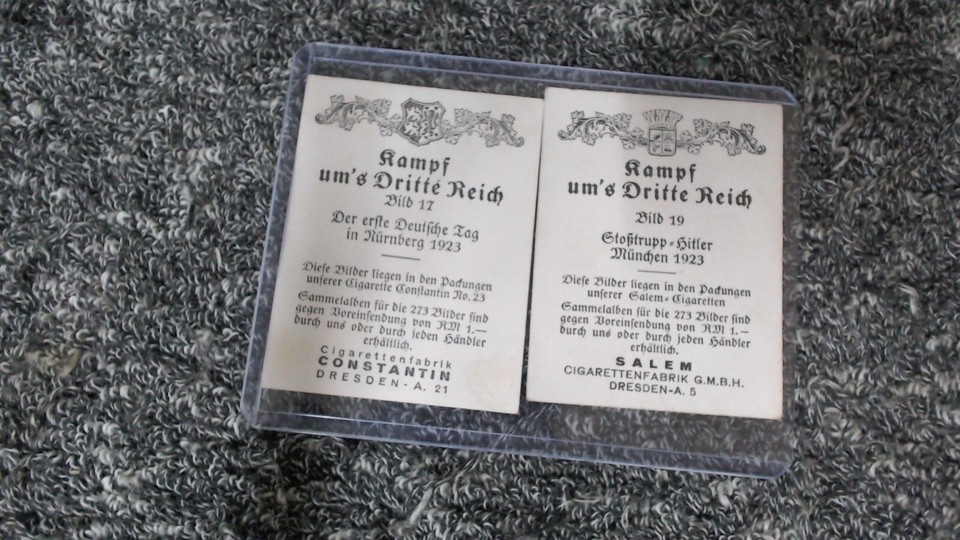 Kampf
um's Dritte Reich
Bild 17
Der erste Deutsche Tag
in Nürnberg 1923
Diese Bilder liegen in den Packungen
unserer Cigarette Constantin No. 23
Sammelalben für die 273 Bilder sind
gegen Voreinsendung von RM 1.—
durch uns oder durch jeden Händler
erhältlich.
Cigarettenfabrik
CONSTANTIN
DRESDEN-A. 21
Kampf
um's Dritte Reich
Bild 19
Stoßtrupp-Hitler
München 1923
Diese Bilder liegen in den Packungen
unserer Salem-Cigaretten
Sammelalben für die 273 Bilder sind
gegen Voreinsendung von RM 1.—
durch uns oder durch jeden Händler
erhältlich.
SALEM
CIGARETTENFABRIK G.M.B.H.
DRESDEN-A. 5